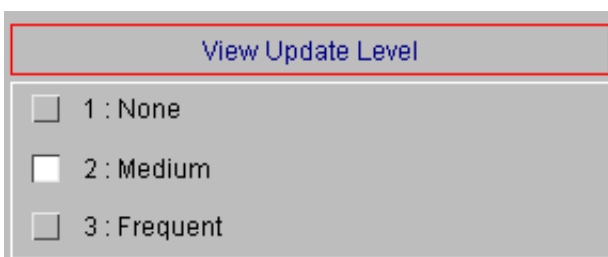 View Update Level
1 : None
2 : Medium
3 : Frequent